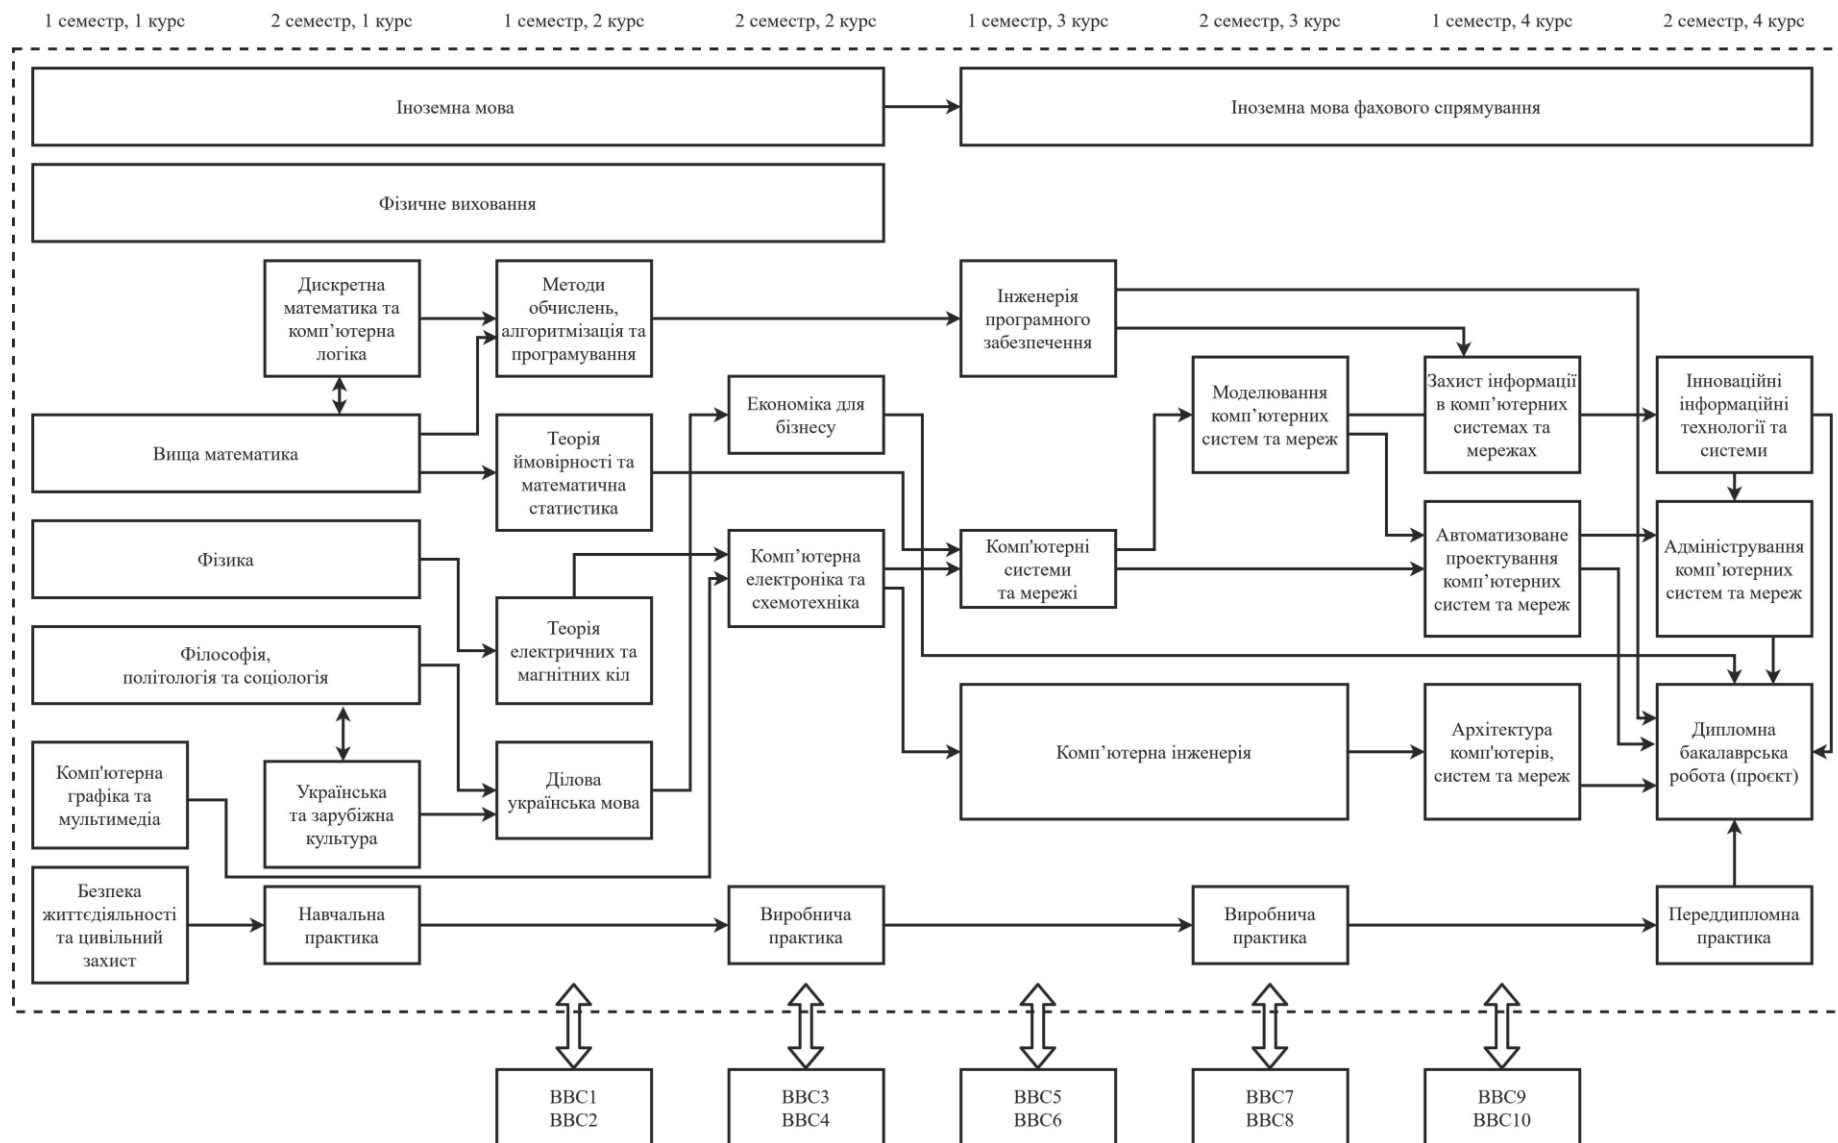 1 семестр, 1 курс
2 семестр, 1 курс
1 семестр, 2 курс
2 семестр, 2 курс
1 семестр, 3 курс
2 семестр, 3 курс
1 семестр, 4 курс
2 семестр, 4 курс
Іноземна мова
Іноземна мова фахового спрямування
Фізичне виховання
Дискретна
математика та
комп’ютерна
логіка
Методи
обчислень,
алгоритмізація та
програмування
Інженерія
програмного
забезпечення
Вища математика
Теорія
ймовірності та
математична
статистика
Економіка для
бізнесу
Моделювання
комп’ютерних
систем та мереж
Захист інформації
в комп’ютерних
системах та
мережах
Інноваційні
інформаційні
технології та
системи
Фізика
Теорія
електричних та
магнітних кіл
Комп’ютерна
електроніка та
схемотехніка
Комп'ютерні
системи
та мережі
Автоматизоване
проектування
комп’ютерних
систем та мереж
Адміністрування
комп’ютерних
систем та мереж
Філософія,
політологія та соціологія
Комп'ютерна
графіка та
мультимедіа
Українська
та зарубіжна
культура
Ділова
українська мова
Комп’ютерна інженерія
Архітектура
комп'ютерів,
систем та мереж
Дипломна
бакалаврська
робота (проєкт)
Безпека
життєдіяльності
та цивільний
захист
Навчальна
практика
Виробнича
практика
Виробнича
практика
Переддипломна
практика
ВВС1
ВВС2
ВВС3
ВВС4
ВВС5
ВВС6
ВВС7
ВВС8
ВВС9
ВВС10